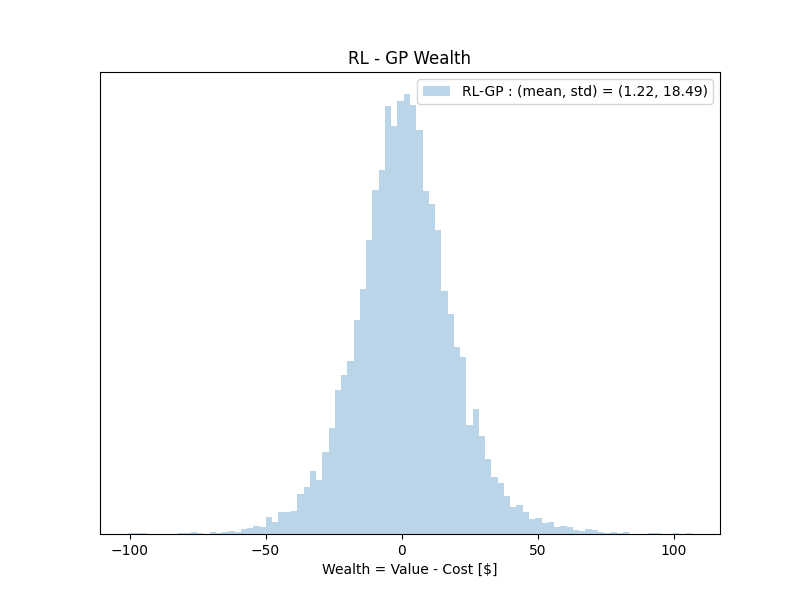 RL - GP Wealth
RL-GP : (mean, std) = (1.22, 18.49)
−100 −50 0 50 100
Wealth = Value - Cost [$]